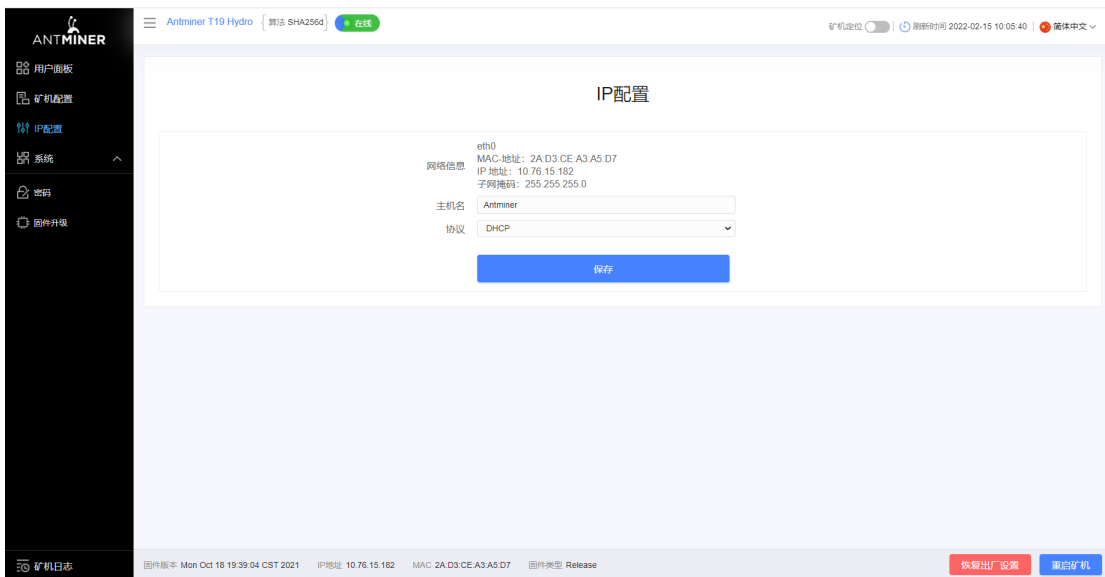 ANTMINER
Antminer T19 Hydro {算法 SHA256d} 在线
矿机定位 刷新时间 2022-02-15 10:05:40 简体中文
用户面板
矿机配置
IP配置
系统
密码
固件升级
矿机日志
IP配置
网络信息
eth0
MAC-地址：2A:D3:CE:A3:A5:D7
IP 地址：10.76.15.182
子网掩码：255.255.255.0
主机名 Antminer
协议 DHCP
保存
固件版本 Mon Oct 18 19:39:04 CST 2021 IP地址 10.76.15.182 MAC 2A:D3:CE:A3:A5:D7 固件类型 Release
恢复出厂设置 重启矿机